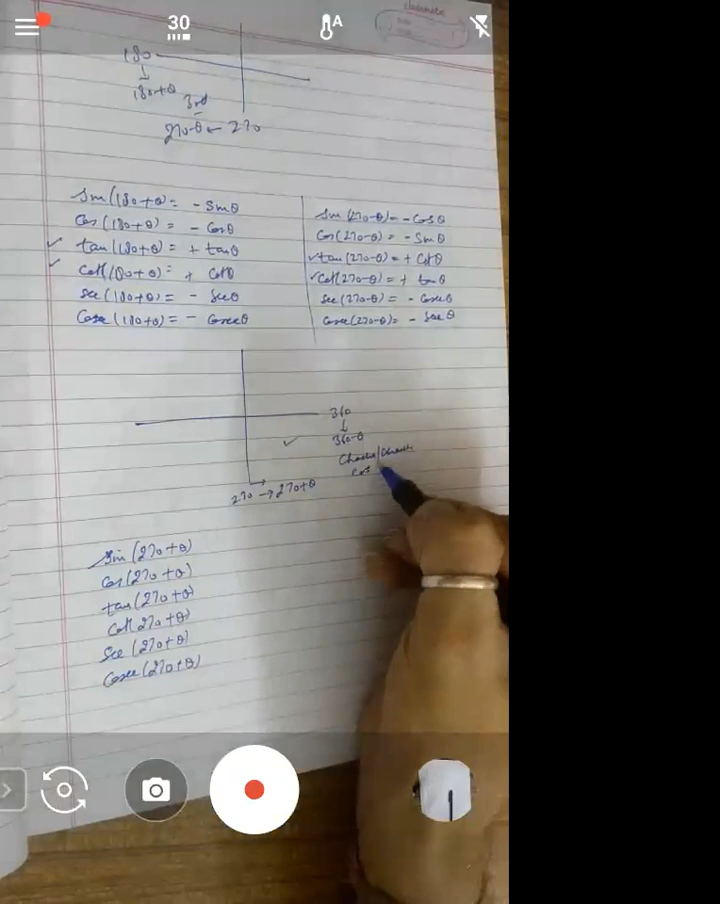 30
A
classmate
180
180+θ
3rd
270-θ ← 270
Sin(180+θ) = - Sinθ
Cos(180+θ) = - Cosθ
✓ tan(180+θ) = + tanθ
✓ Cot(180+θ) = + Cotθ
Sec(180+θ) = - Secθ
Cosec(180+θ) = - Cosecθ
Sin(270-θ) = - Cosθ
Cos(270-θ) = - Sinθ
✓ tan(270-θ) = + Cotθ
✓ Cot(270-θ) = + tanθ
Sec(270-θ) = - Cosecθ
Cosec(270-θ) = - Secθ
360
↓
360-θ
Cos
270 → 270+θ
Sin(270+θ)
Cos(270+θ)
tan(270+θ)
Cot(270+θ)
Sec(270+θ)
Cosec(270+θ)